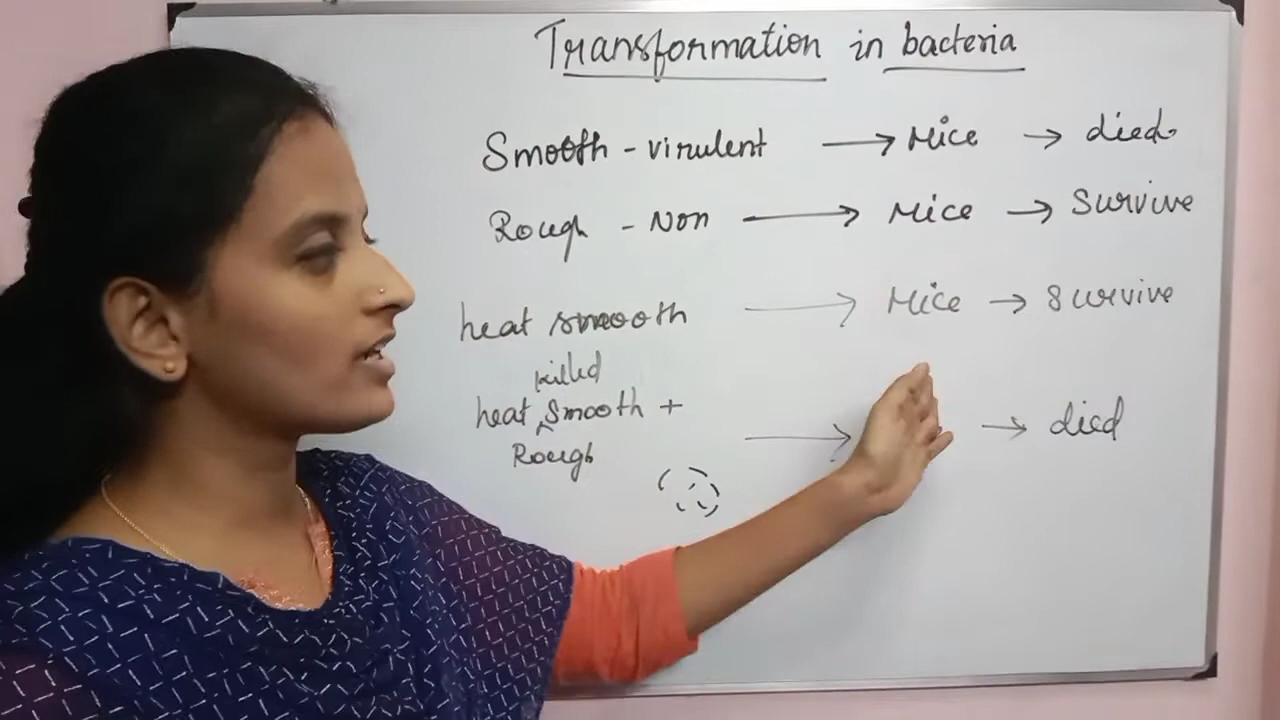 Transformation in bacteria
Smooth - virulent → Mice → died
Rough - Non → Mice → Survive
heat smooth → Mice → Survive
killed
heat ^ Smooth + → → died
Rough